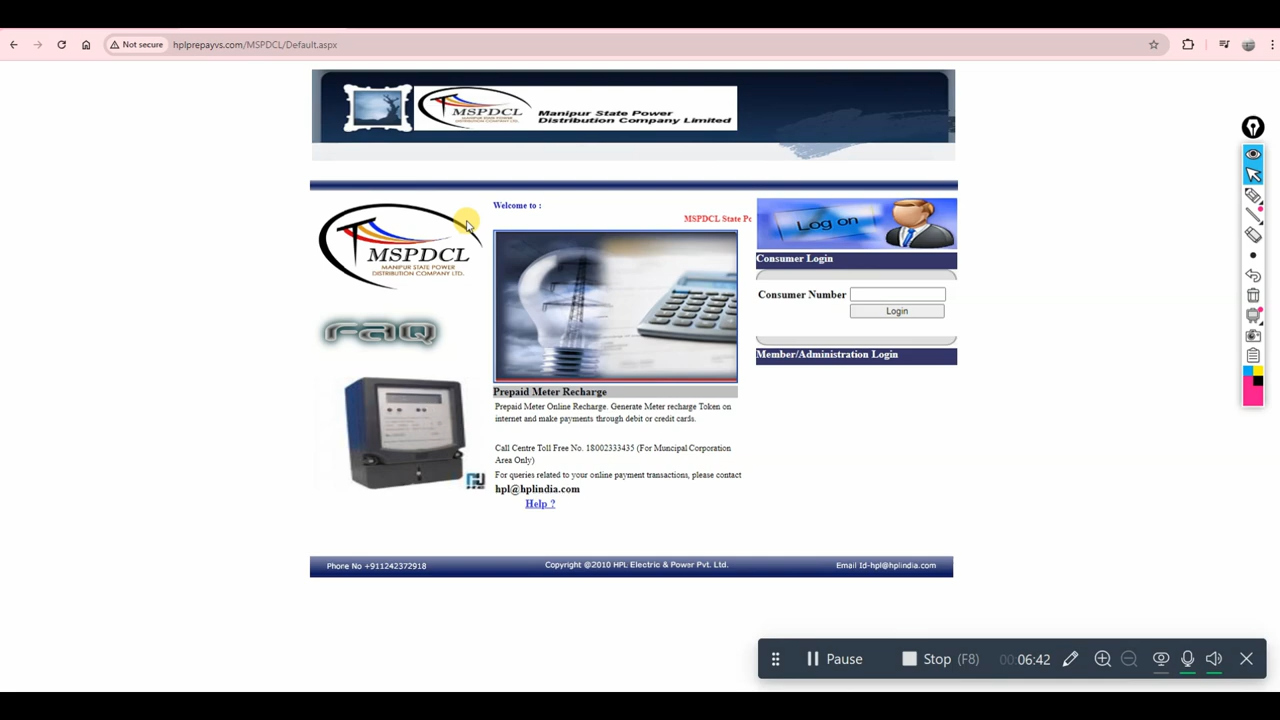 Not secure
hplprepayvs.com/MSPDCL/Default.aspx
MSPDCL
Manipur State Power
Distribution Company Limited
MSPDCL
MANIPUR STATE POWER
DISTRIBUTION COMPANY LTD.
FAQ
Welcome to :
MSPDCL State Po
Prepaid Meter Recharge
Prepaid Meter Online Recharge. Generate Meter recharge Token on
internet and make payments through debit or credit cards.
Call Centre Toll Free No. 18002333435 (For Muncipal Corporation
Area Only)
For queries related to your online payment transactions, please contact
hpl@hplindia.com
Help ?
Log on
Consumer Login
Consumer Number
Login
Member/Administration Login
Phone No +911242372918
Copyright @2010 HPL Electric & Power Pvt. Ltd.
Email Id-hpl@hplindia.com
Pause
Stop (F8)
00:06:42